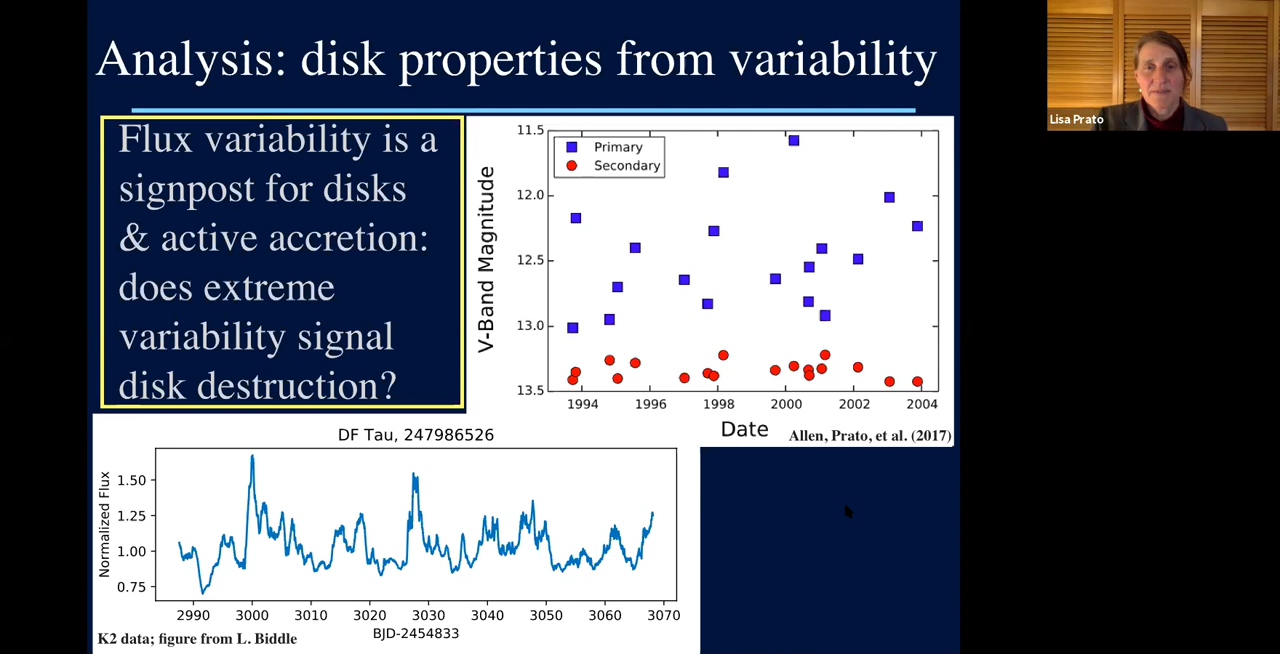 Analysis: disk properties from variability
Flux variability is a
signpost for disks
& active accretion:
does extreme
variability signal
disk destruction?
Lisa Prato
V-Band Magnitude
11.5
12.0
12.5
13.0
13.5
Primary
Secondary
1994 1996 1998 2000 2002 2004
Date
Allen, Prato, et al. (2017)
DF Tau, 247986526
Normalized Flux
1.50
1.25
1.00
0.75
2990 3000 3010 3020 3030 3040 3050 3060 3070
BJD-2454833
K2 data; figure from L. Biddle